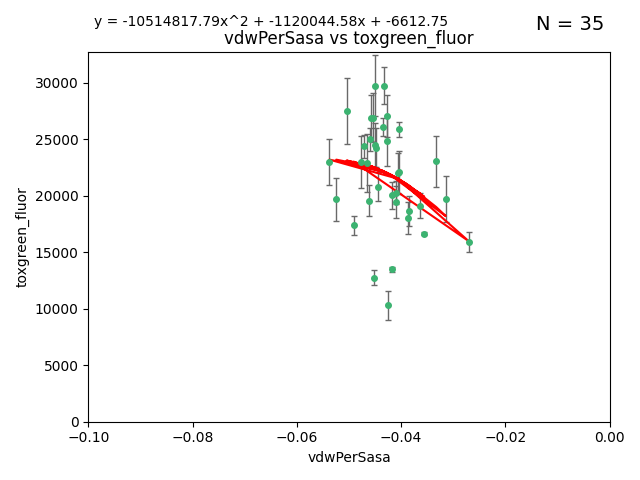 y = -10514817.79x^2 + -1120044.58x + -6612.75
N = 35
vdwPerSasa vs toxgreen_fluor
30000
25000
20000
15000
10000
5000
0
toxgreen_fluor
−0.10 −0.08 −0.06 −0.04 −0.02 0.00
vdwPerSasa